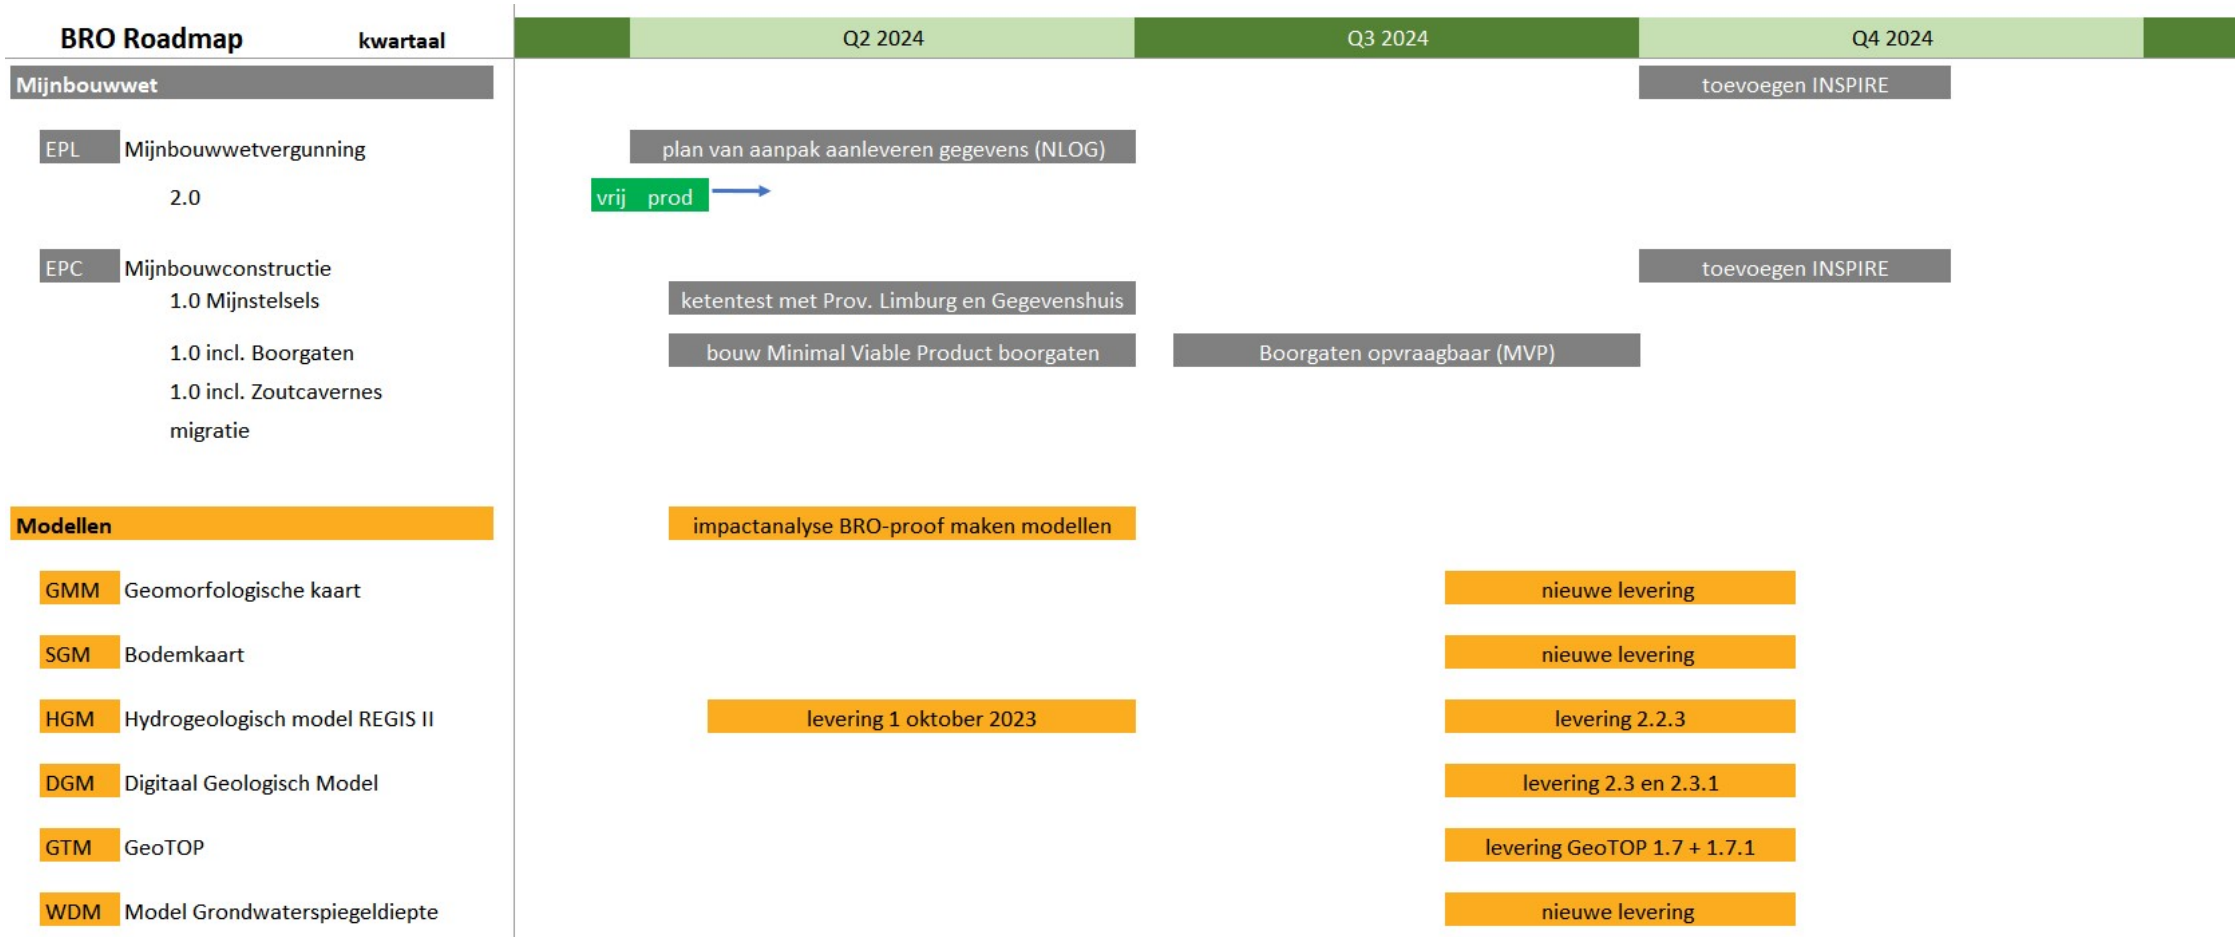 BRO Roadmap kwartaal Q2 2024 Q3 2024 Q4 2024
Mijnbouwwet toevoegen INSPIRE
EPL Mijnbouwwetvergunning plan van aanpak aanleveren gegevens (NLOG)
2.0 vrij prod
EPC Mijnbouwconstructie toevoegen INSPIRE
1.0 Mijnstelsels ketentest met Prov. Limburg en Gegevenshuis
1.0 incl. Boorgaten bouw Minimal Viable Product boorgaten Boorgaten opvraagbaar (MVP)
1.0 incl. Zoutcavernes
migratie
Modellen impactanalyse BRO-proof maken modellen
GMM Geomorfologische kaart nieuwe levering
SGM Bodemkaart nieuwe levering
HGM Hydrogeologisch model REGIS II levering 1 oktober 2023 levering 2.2.3
DGM Digitaal Geologisch Model levering 2.3 en 2.3.1
GTM GeoTOP levering GeoTOP 1.7 + 1.7.1
WDM Model Grondwaterspiegeldiepte nieuwe levering